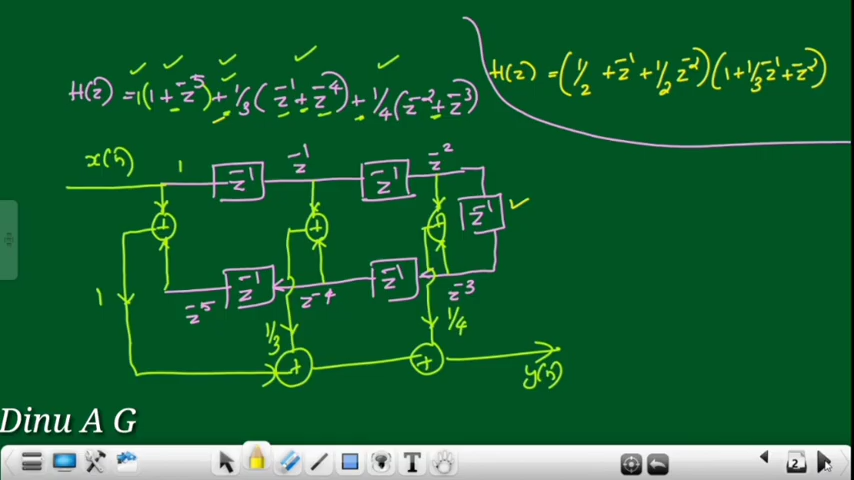 H(z) = 1(1 + z⁻⁵) + 1/3 (z⁻¹ + z⁻⁴) + 1/4 (z⁻² + z⁻³)
H(z) = (1/2 + z⁻¹ + 1/2 z⁻²)(1 + 1/3 z⁻¹ + z⁻²)
x(n) 1 z⁻¹ z⁻¹ z⁻¹ z⁻²
z⁻¹
+ + +
1 z⁻⁵ z⁻¹ z⁻⁴ z⁻¹ z⁻³
1/3 1/4
+ +
y(n)
Dinu A G
T 2